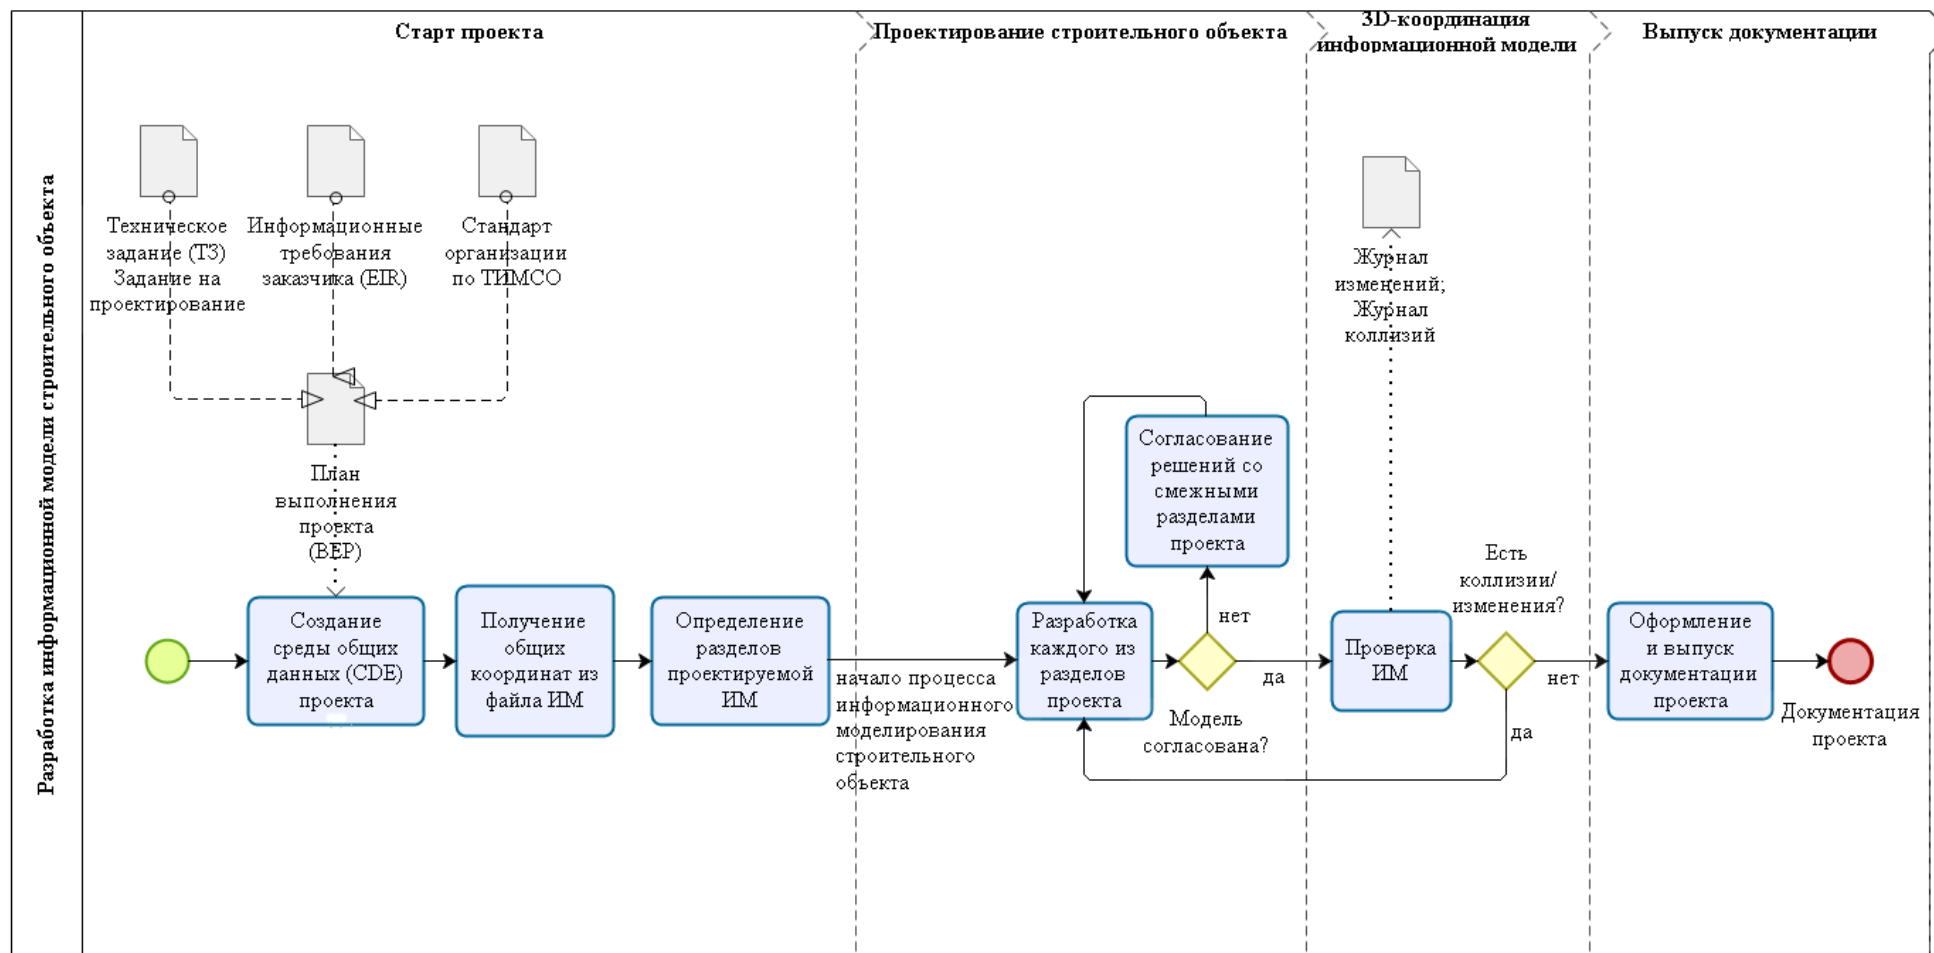 Старт проекта
Проектирование строительного объекта
3D-координация
информационной модели
Выпуск документации
Разработка информационной модели строительного объекта
Техническое
задание (ТЗ)
Задание на
проектирование
Информационные
требования
заказчика (EIR)
Стандарт
организации
по ТИМСО
План
выполнения
проекта
(BEP)
Создание
среды общих
данных (CDE)
проекта
Получение
общих
координат из
файла ИМ
Определение
разделов
проектируемой
ИМ
начало процесса
информационного
моделирования
строительного
объекта
Разработка
каждого из
разделов
проекта
Согласование
решений со
смежными
разделами
проекта
нет
да
Модель
согласована?
Журнал
изменений;
Журнал
коллизий
Проверка
ИМ
Есть
коллизии/
изменения?
нет
да
Оформление
и выпуск
документации
проекта
Документация
проекта